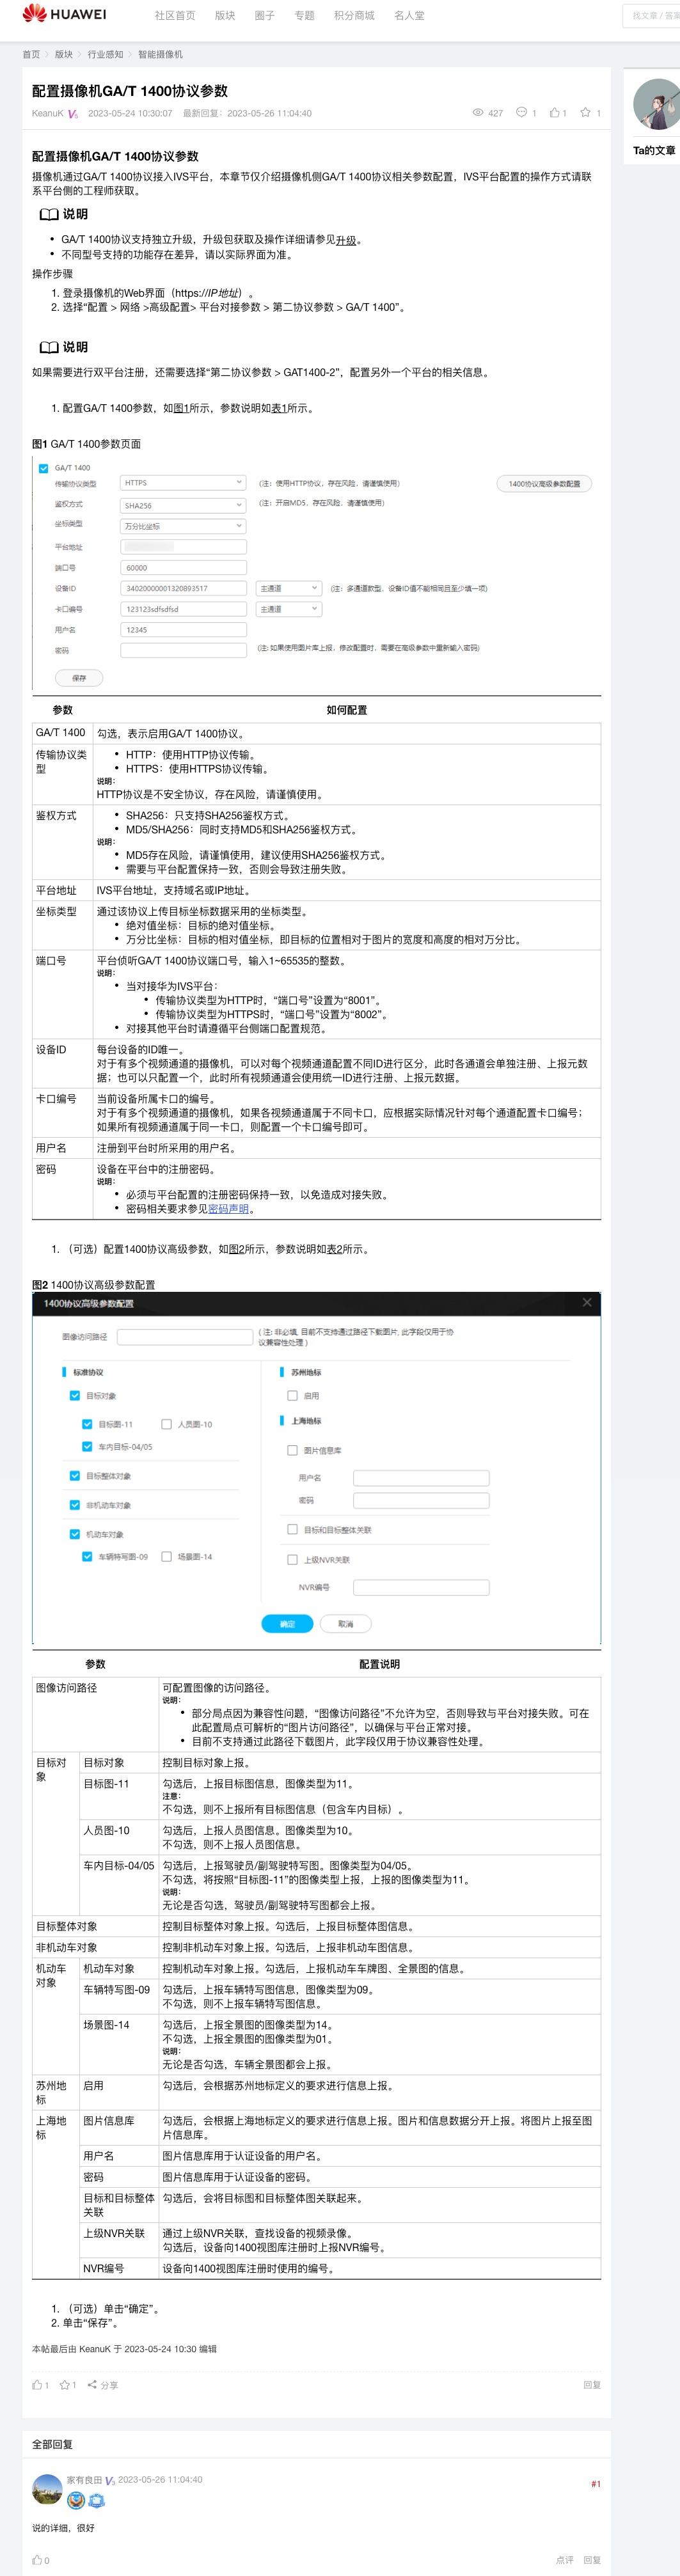 HUAWEI
社区首页 版块 圈子 专题 积分商城 名人堂
找文章 / 答案
首页 > 版块 > 行业感知 > 智能摄像机
配置摄像机GA/T 1400协议参数
KeanuK V5 2023-05-24 10:30:07 最新回复：2023-05-26 11:04:40 427 1 1 1
Ta的文章
配置摄像机GA/T 1400协议参数
摄像机通过GA/T 1400协议接入IVS平台，本章节仅介绍摄像机侧GA/T 1400协议相关参数配置，IVS平台配置的操作方式请联
系平台侧的工程师获取。
说明
• GA/T 1400协议支持独立升级，升级包获取及操作详细请参见升级。
• 不同型号支持的功能存在差异，请以实际界面为准。
操作步骤
1. 登录摄像机的Web界面（https://IP地址）。
2. 选择“配置 > 网络 >高级配置> 平台对接参数 > 第二协议参数 > GA/T 1400”。
说明
如果需要进行双平台注册，还需要选择“第二协议参数 > GAT1400-2”，配置另外一个平台的相关信息。
1. 配置GA/T 1400参数，如图1所示，参数说明如表1所示。
图1 GA/T 1400参数页面
GA/T 1400
传输协议类型 HTTPS (注：使用HTTP协议，存在风险，请谨慎使用) 1400协议高级参数配置
鉴权方式 SHA256 (注：开启MD5，存在风险，请谨慎使用)
坐标类型 万分比坐标
平台地址
端口号 60000
设备ID 34020000001320893517 主通道 (注：多通道款型，设备ID值不能相同且至少填一项)
卡口编号 123123sdfsdfsd 主通道
用户名 12345
密码 (注: 如果使用图片库上报，修改配置时，需要在高级参数中重新输入密码)
保存
参数 如何配置
GA/T 1400 勾选，表示启用GA/T 1400协议。
传输协议类型
• HTTP：使用HTTP协议传输。
• HTTPS：使用HTTPS协议传输。
说明：
HTTP协议是不安全协议，存在风险，请谨慎使用。
鉴权方式
• SHA256：只支持SHA256鉴权方式。
• MD5/SHA256：同时支持MD5和SHA256鉴权方式。
说明：
• MD5存在风险，请谨慎使用，建议使用SHA256鉴权方式。
• 需要与平台配置保持一致，否则会导致注册失败。
平台地址 IVS平台地址，支持域名或IP地址。
坐标类型 通过该协议上传目标坐标数据采用的坐标类型。
• 绝对值坐标：目标的绝对值坐标。
• 万分比坐标：目标的相对值坐标，即目标的位置相对于图片的宽度和高度的相对万分比。
端口号 平台侦听GA/T 1400协议端口号，输入1~65535的整数。
说明：
• 当对接华为IVS平台：
• 传输协议类型为HTTP时，“端口号”设置为“8001”。
• 传输协议类型为HTTPS时，“端口号”设置为“8002”。
• 对接其他平台时请遵循平台侧端口配置规范。
设备ID 每台设备的ID唯一。
对于有多个视频通道的摄像机，可以对每个视频通道配置不同ID进行区分，此时各通道会单独注册、上报元数
据；也可以只配置一个，此时所有视频通道会使用统一ID进行注册、上报元数据。
卡口编号 当前设备所属卡口的编号。
对于有多个视频通道的摄像机，如果各视频通道属于不同卡口，应根据实际情况针对每个通道配置卡口编号；
如果所有视频通道属于同一卡口，则配置一个卡口编号即可。
用户名 注册到平台时所采用的用户名。
密码 设备在平台中的注册密码。
说明：
• 必须与平台配置的注册密码保持一致，以免造成对接失败。
• 密码相关要求参见密码声明。
1. （可选）配置1400协议高级参数，如图2所示，参数说明如表2所示。
图2 1400协议高级参数配置
1400协议高级参数配置
图像访问路径 ( 注: 非必填, 目前不支持通过路径下载图片, 此字段仅用于协
议兼容性处理 )
标准协议 苏州地标
目标对象 启用
目标图-11 人员图-10 上海地标
车内目标-04/05 图片信息库
目标整体对象 用户名
非机动车对象 密码
机动车对象 目标和目标整体关联
车辆特写图-09 场景图-14 上级NVR关联
NVR编号
确定 取消
参数 配置说明
图像访问路径 可配置图像的访问路径。
说明：
• 部分局点因为兼容性问题，“图像访问路径”不允许为空，否则导致与平台对接失败。可在
此配置局点可解析的“图片访问路径”，以确保与平台正常对接。
• 目前不支持通过此路径下载图片，此字段仅用于协议兼容性处理。
目标对象 目标对象 控制目标对象上报。
目标图-11 勾选后，上报目标图信息，图像类型为11。
注意：
不勾选，则不上报所有目标图信息（包含车内目标）。
人员图-10 勾选后，上报人员图信息。图像类型为10。
不勾选，则不上报人员图信息。
车内目标-04/05 勾选后，上报驾驶员/副驾驶特写图。图像类型为04/05。
不勾选，将按照“目标图-11”的图像类型上报，上报的图像类型为11。
说明：
无论是否勾选，驾驶员/副驾驶特写图都会上报。
目标整体对象 控制目标整体对象上报。勾选后，上报目标整体图信息。
非机动车对象 控制非机动车对象上报。勾选后，上报非机动车图信息。
机动车对象 机动车对象 控制机动车对象上报。勾选后，上报机动车车牌图、全景图的信息。
车辆特写图-09 勾选后，上报车辆特写图信息，图像类型为09。
不勾选，则不上报车辆特写图信息。
场景图-14 勾选后，上报全景图的图像类型为14。
不勾选，上报全景图的图像类型为01。
说明：
无论是否勾选，车辆全景图都会上报。
苏州地标 启用 勾选后，会根据苏州地标定义的要求进行信息上报。
上海地标 图片信息库 勾选后，会根据上海地标定义的要求进行信息上报。图片和信息数据分开上报。将图片上报至图
片信息库。
用户名 图片信息库用于认证设备的用户名。
密码 图片信息库用于认证设备的密码。
目标和目标整体关联 勾选后，会将目标图和目标整体图关联起来。
上级NVR关联 通过上级NVR关联，查找设备的视频录像。
勾选后，设备向1400视图库注册时上报NVR编号。
NVR编号 设备向1400视图库注册时使用的编号。
1. （可选）单击“确定”。
2. 单击“保存”。
本帖最后由 KeanuK 于 2023-05-24 10:30 编辑
1 1 分享 回复
全部回复
家有良田 V3 2023-05-26 11:04:40 #1
说的详细，很好
0 点评 回复